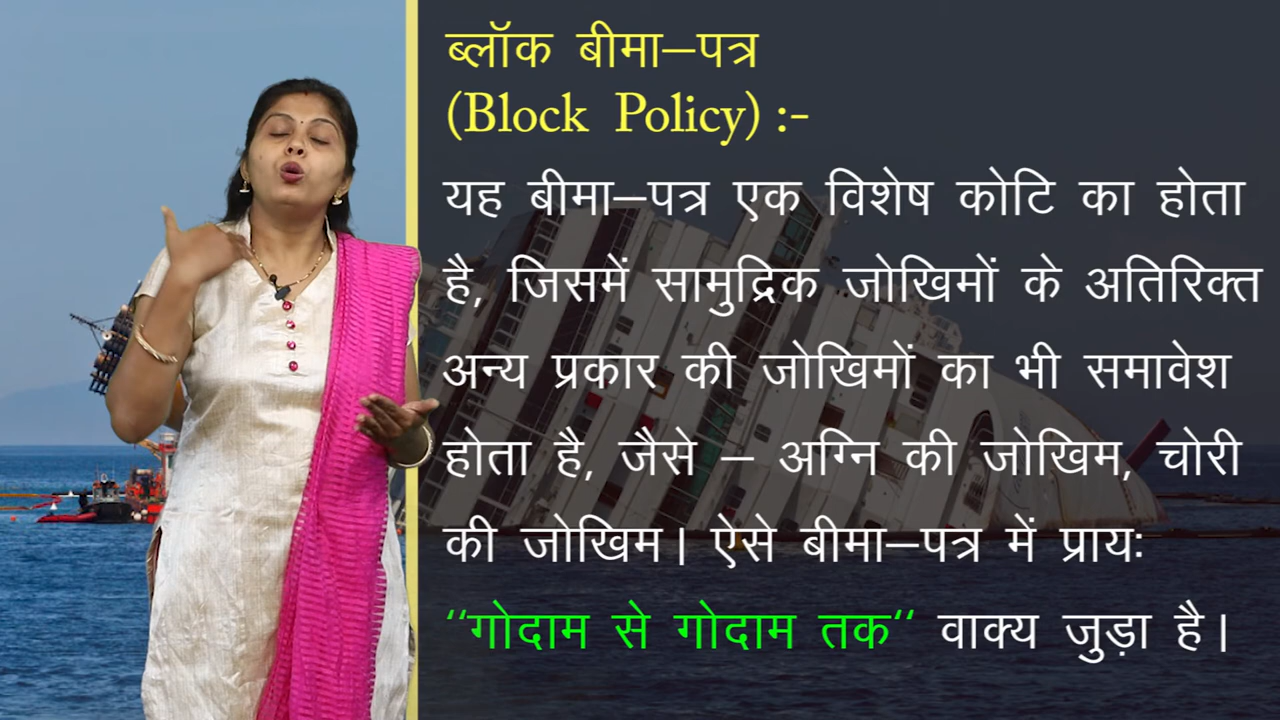 ब्लॉक बीमा–पत्र
(Block Policy) :-
यह बीमा–पत्र एक विशेष कोटि का होता
है, जिसमें सामुद्रिक जोखिमों के अतिरिक्त
अन्य प्रकार की जोखिमों का भी समावेश
होता है, जैसे – अग्नि की जोखिम, चोरी
की जोखिम। ऐसे बीमा–पत्र में प्रायः
“गोदाम से गोदाम तक“ वाक्य जुड़ा है।